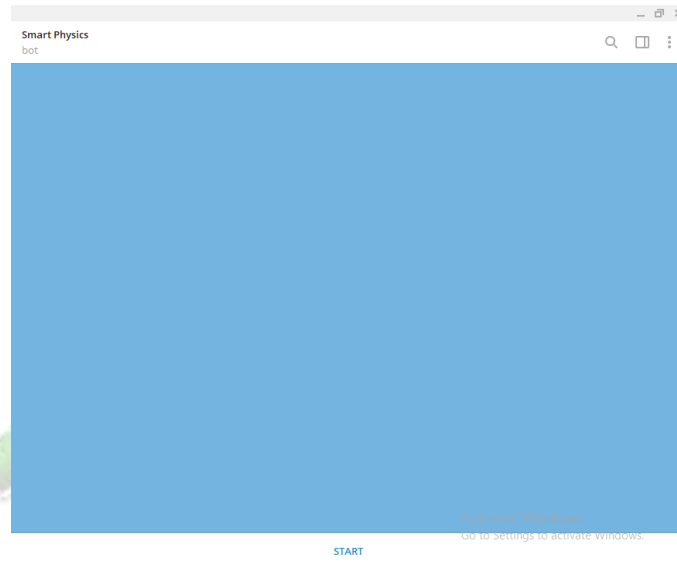 Smart Physics
bot
Activate Windows
Go to Settings to activate Windows.
START